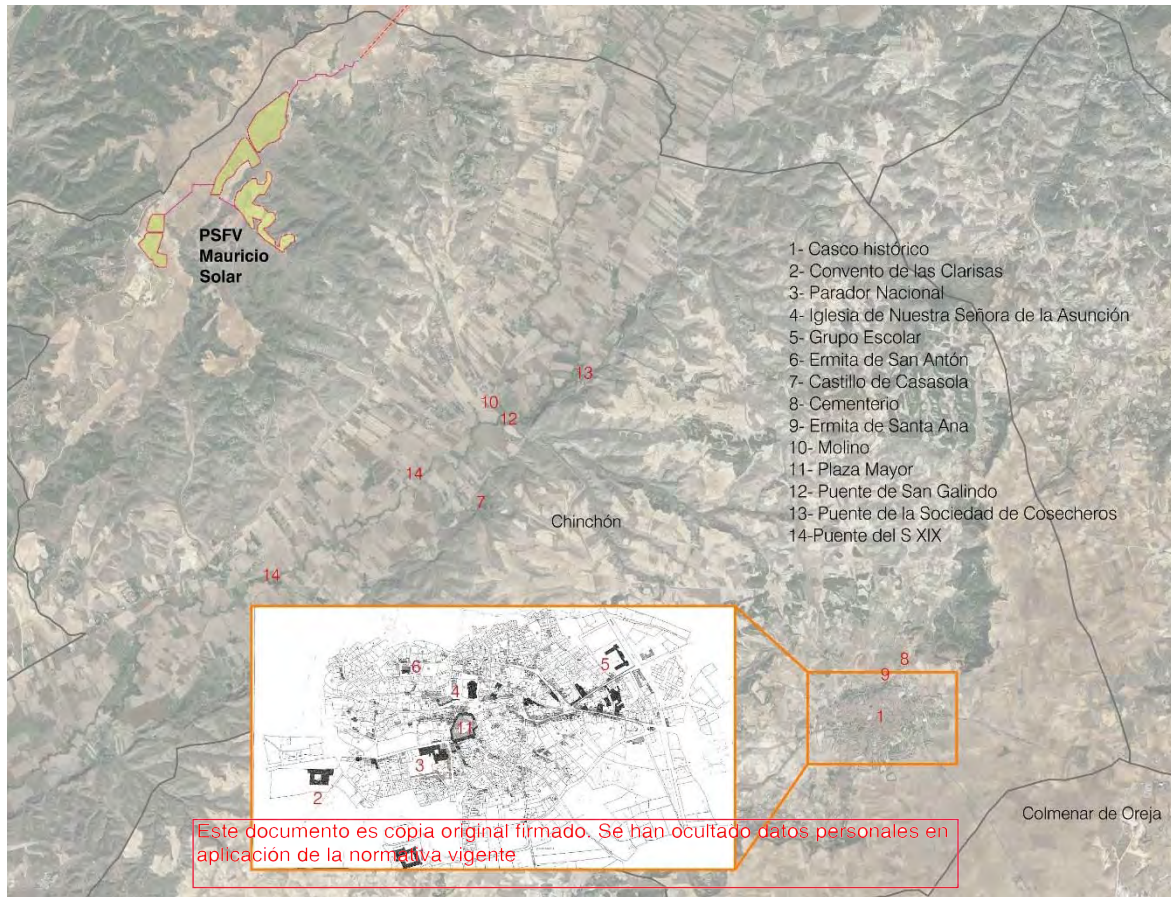 PSFV
Mauricio
Solar
1- Casco histórico
2- Convento de las Clarisas
3- Parador Nacional
4- Iglesia de Nuestra Señora de la Asunción
5- Grupo Escolar
6- Ermita de San Antón
7- Castillo de Casasola
8- Cementerio
9- Ermita de Santa Ana
10- Molino
11- Plaza Mayor
12- Puente de San Galindo
13- Puente de la Sociedad de Cosecheros
14-Puente del S XIX
13
10
12
14
7
Chinchón
14
8
9
1
6
5
4
11
3
2
Colmenar de Oreja
Este documento es copia original firmado. Se han ocultado datos personales en
aplicación de la normativa vigente